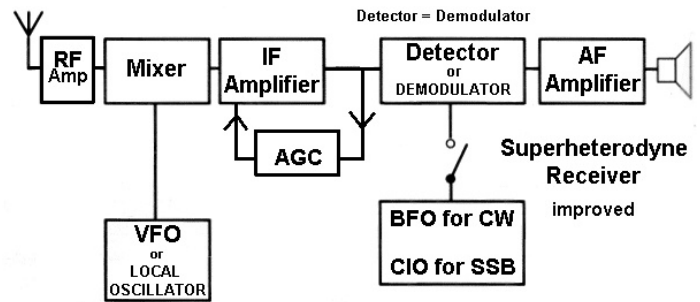 Detector = Demodulator
RF
Amp
Mixer
IF
Amplifier
Detector
or
DEMODULATOR
AF
Amplifier
AGC
Superheterodyne
Receiver
improved
VFO
or
LOCAL
OSCILLATOR
BFO for CW
CIO for SSB